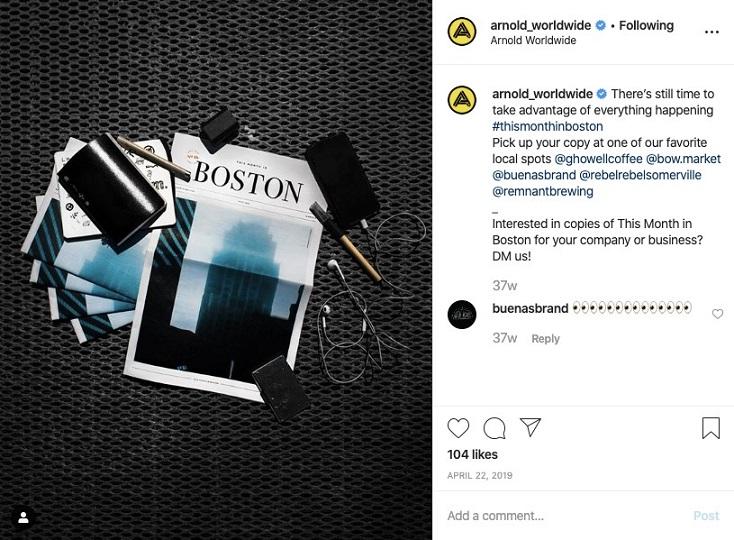 THIS MONTH IN
BOSTON
arnold_worldwide • Following
Arnold Worldwide
arnold_worldwide There's still time to
take advantage of everything happening
#thismonthinboston
Pick up your copy at one of our favorite
local spots @ghowellcoffee @bow.market
@buenasbrand @rebelrebelsomerville
@remnantbrewing
_
Interested in copies of This Month in
Boston for your company or business?
DM us!
37w
buenasbrand 👀👀👀👀👀👀👀
37w Reply
104 likes
APRIL 22, 2019
Add a comment... Post